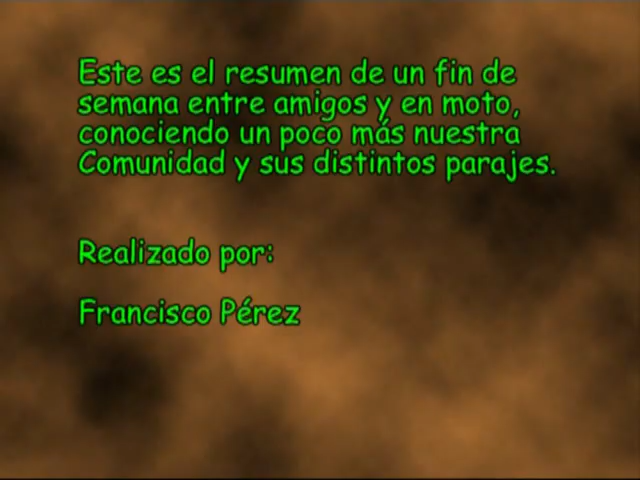 Este es el resumen de un fin de
semana entre amigos y en moto,
conociendo un poco más nuestra
Comunidad y sus distintos parajes.
Realizado por:
Francisco Pérez